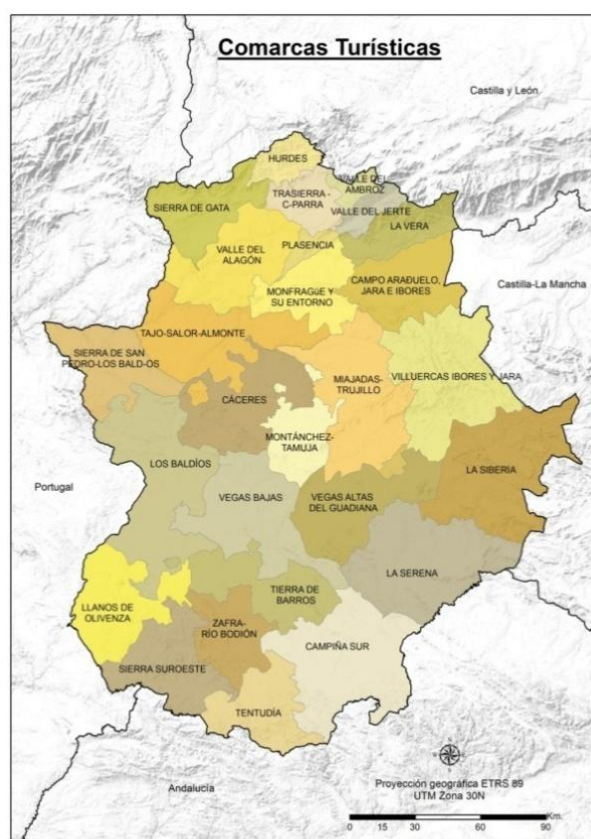 Comarcas Turísticas
Castilla y León
HURDES
VALLE DEL
AMBROZ
TRASIERRA -
C-PARRA
SIERRA DE GATA
VALLE DEL JERTE
LA VERA
PLASENCIA
VALLE DEL
ALAGÓN
CAMPO ARAÐUELO,
JARA E IBORES
Castilla-La Mancha
MONFRAGüE Y
SU ENTORNO
TAJO-SALOR-ALMONTE
SIERRA DE SAN
PEDRO-LOS BALD-OS
MIAJADAS-
TRUJILLO
VILLUERCAS IBORES Y JARA
CÁCERES
MONTÁNCHEZ-
TAMUJA
LOS BALDÍOS
LA SIBERIA
Portugal
VEGAS BAJAS
VEGAS ALTAS
DEL GUADIANA
LA SERENA
TIERRA DE
BARROS
LLANOS DE
OLIVENZA
ZAFRA-
RÍO BODIÓN
CAMPIÑA SUR
SIERRA SUROESTE
TENTUDÍA
Andalucía
Proyección geográfica ETRS 89
UTM Zona 30N
Km.
0 15 30 60 90